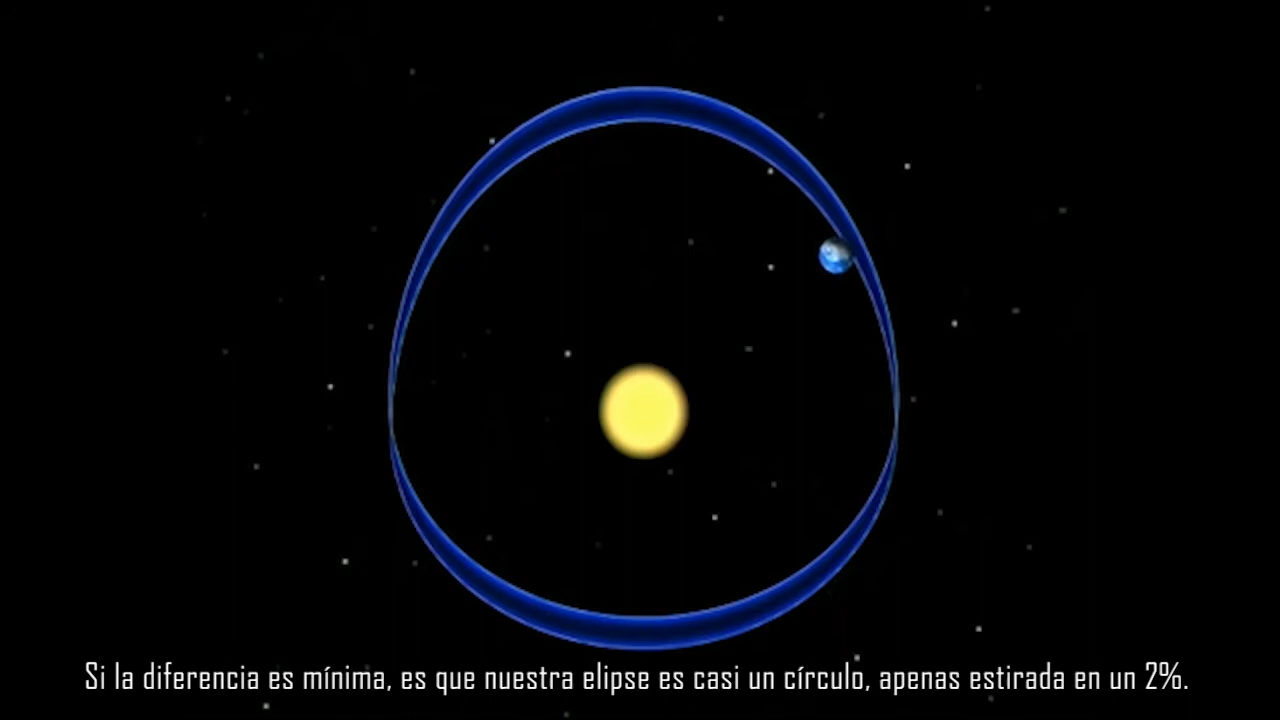 Si la diferencia es mínima, es que nuestra elipse es casi un círculo, apenas estirada en un 2%.